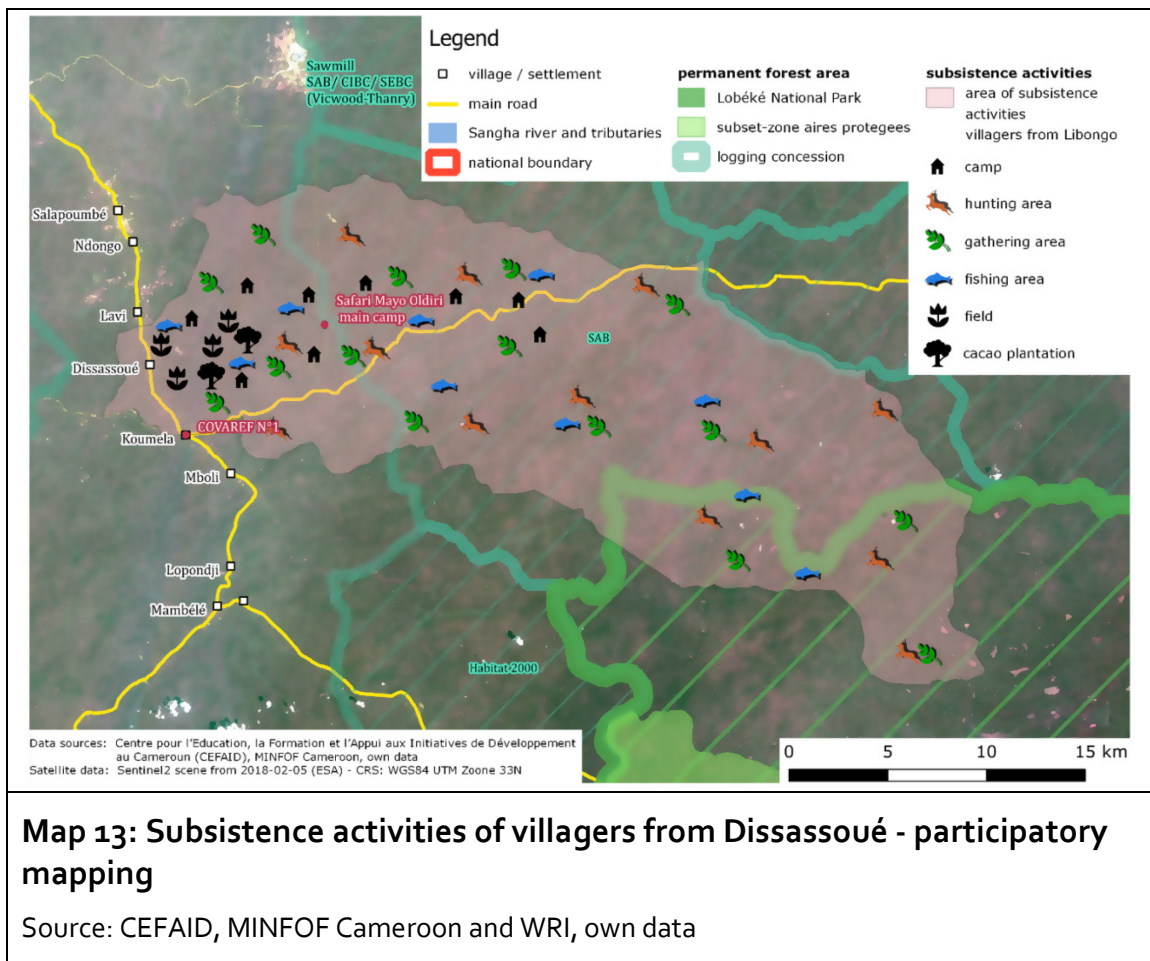 Legend
village / settlement
main road
Sangha river and tributaries
national boundary
permanent forest area
Lobéké National Park
subset-zone aires protegees
logging concession
subsistence activities
area of subsistence
activities
villagers from Libongo
camp
hunting area
gathering area
fishing area
field
cacao plantation
Sawmill
SAB/ CIBC/ SEBC
(Vicwood-Thanry)
Salapoumbé
Ndongo
Lavi
Dissassoué
Koumela
Mboli
Lopondji
Mambélé
Safari Mayo Oldiri
main camp
SAB
COVAREF N°1
Habitat 2000
Data sources: Centre pour l'Education, la Formation et l'Appui aux Initiatives de Développement
au Cameroun (CEFAID), MINFOF Cameroon, own data
Satellite data: Sentinel2 scene from 2018-02-05 (ESA) - CRS: WGS84 UTM Zoone 33N
0 5 10 15 km
Map 13: Subsistence activities of villagers from Dissassoué - participatory
mapping
Source: CEFAID, MINFOF Cameroon and WRI, own data